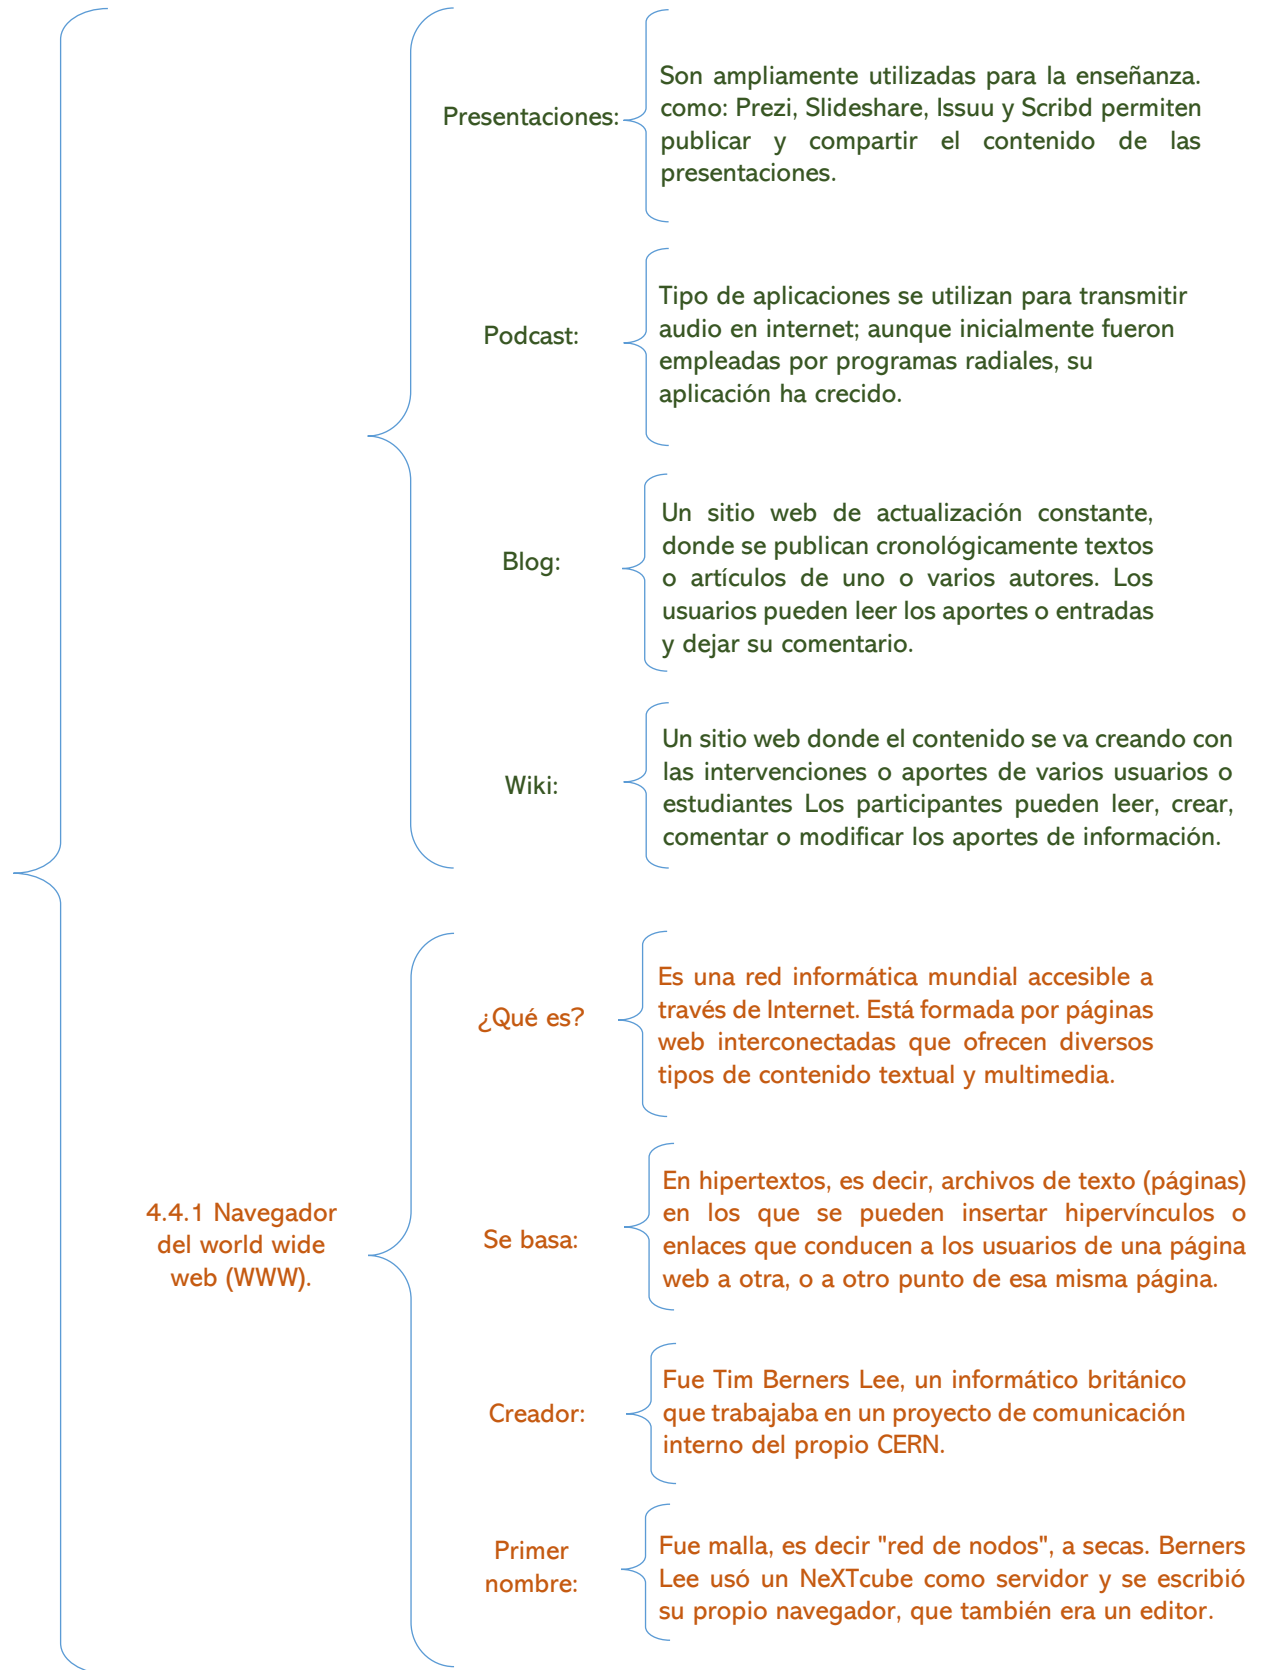 Presentaciones:
Son ampliamente utilizadas para la enseñanza.
como: Prezi, Slideshare, Issuu y Scribd permiten
publicar y compartir el contenido de las
presentaciones.
Podcast:
Tipo de aplicaciones se utilizan para transmitir
audio en internet; aunque inicialmente fueron
empleadas por programas radiales, su
aplicación ha crecido.
Blog:
Un sitio web de actualización constante,
donde se publican cronológicamente textos
o artículos de uno o varios autores. Los
usuarios pueden leer los aportes o entradas
y dejar su comentario.
Wiki:
Un sitio web donde el contenido se va creando con
las intervenciones o aportes de varios usuarios o
estudiantes Los participantes pueden leer, crear,
comentar o modificar los aportes de información.
4.4.1 Navegador
del world wide
web (WWW).
¿Qué es?
Es una red informática mundial accesible a
través de Internet. Está formada por páginas
web interconectadas que ofrecen diversos
tipos de contenido textual y multimedia.
Se basa:
En hipertextos, es decir, archivos de texto (páginas)
en los que se pueden insertar hipervínculos o
enlaces que conducen a los usuarios de una página
web a otra, o a otro punto de esa misma página.
Creador:
Fue Tim Berners Lee, un informático británico
que trabajaba en un proyecto de comunicación
interno del propio CERN.
Primer
nombre:
Fue malla, es decir "red de nodos", a secas. Berners
Lee usó un NeXTcube como servidor y se escribió
su propio navegador, que también era un editor.